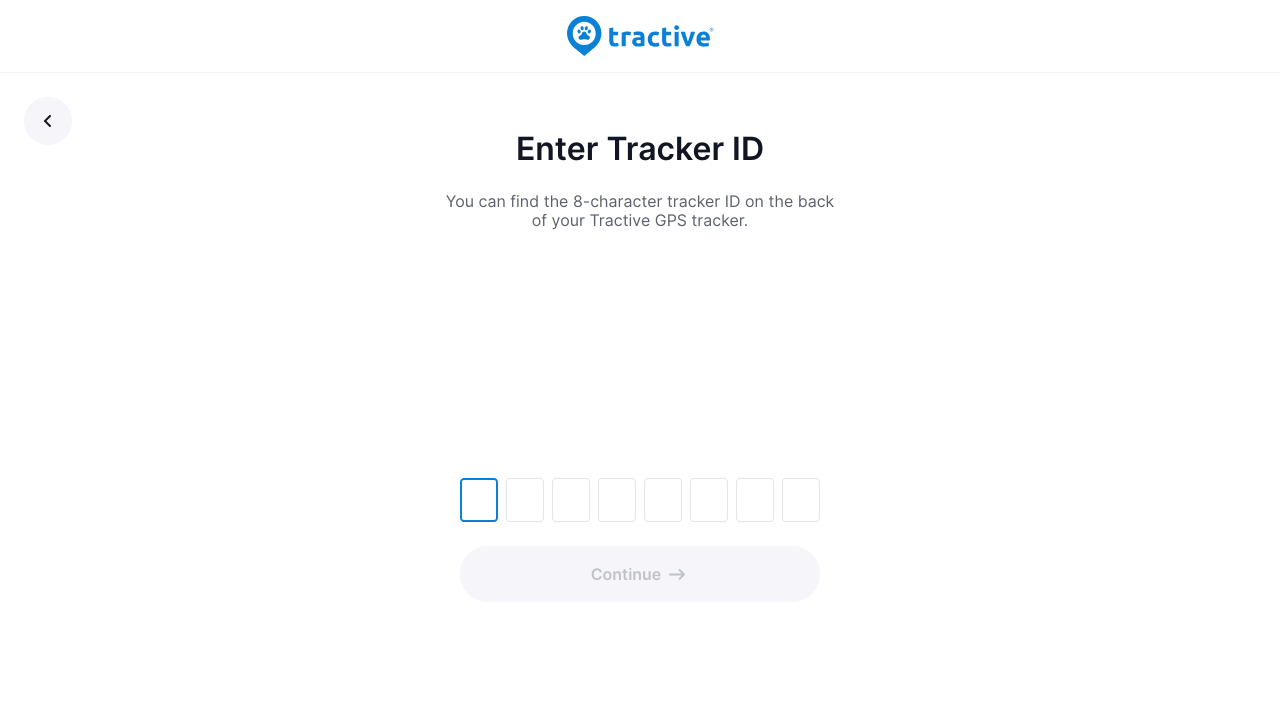 tractive
Enter Tracker ID
You can find the 8-character tracker ID on the back
of your Tractive GPS tracker.
Continue